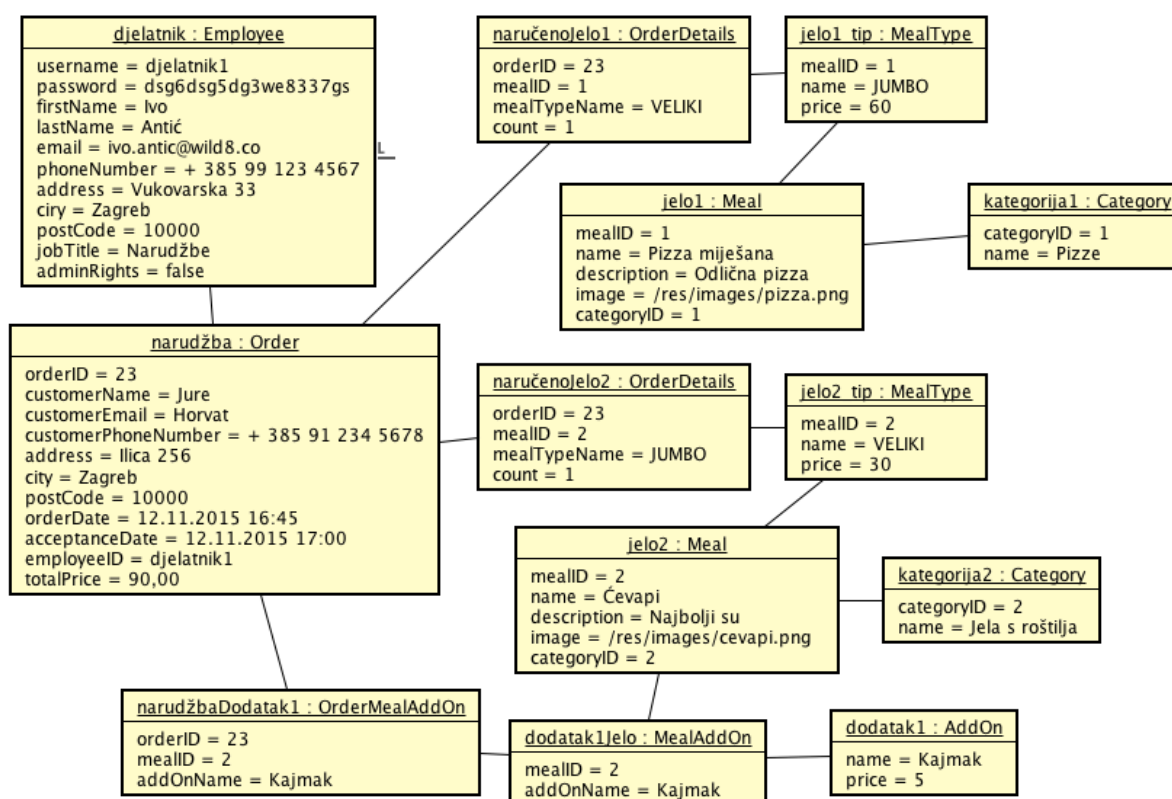 djelatnik : Employee
username = djelatnik1
password = dsg6dsg5dg3we8337gs
firstName = Ivo
lastName = Antić
email = ivo.antic@wild8.co
phoneNumber = + 385 99 123 4567
address = Vukovarska 33
ciry = Zagreb
postCode = 10000
jobTitle = Narudžbe
adminRights = false
L
naručenoJelo1 : OrderDetails
orderID = 23
mealID = 1
mealTypeName = VELIKI
count = 1
jelo1_tip : MealType
mealID = 1
name = JUMBO
price = 60
jelo1 : Meal
mealID = 1
name = Pizza miješana
description = Odlična pizza
image = /res/images/pizza.png
categoryID = 1
kategorija1 : Category
categoryID = 1
name = Pizze
narudžba : Order
orderID = 23
customerName = Jure
customerEmail = Horvat
customerPhoneNumber = + 385 91 234 5678
address = Ilica 256
city = Zagreb
postCode = 10000
orderDate = 12.11.2015 16:45
acceptanceDate = 12.11.2015 17:00
employeeID = djelatnik1
totalPrice = 90,00
naručenoJelo2 : OrderDetails
orderID = 23
mealID = 2
mealTypeName = JUMBO
count = 1
jelo2_tip : MealType
mealID = 2
name = VELIKI
price = 30
jelo2 : Meal
mealID = 2
name = Ćevapi
description = Najbolji su
image = /res/images/cevapi.png
categoryID = 2
kategorija2 : Category
categoryID = 2
name = Jela s roštilja
narudžbaDodatak1 : OrderMealAddOn
orderID = 23
mealID = 2
addOnName = Kajmak
dodatak1Jelo : MealAddOn
mealID = 2
addOnName = Kajmak
dodatak1 : AddOn
name = Kajmak
price = 5